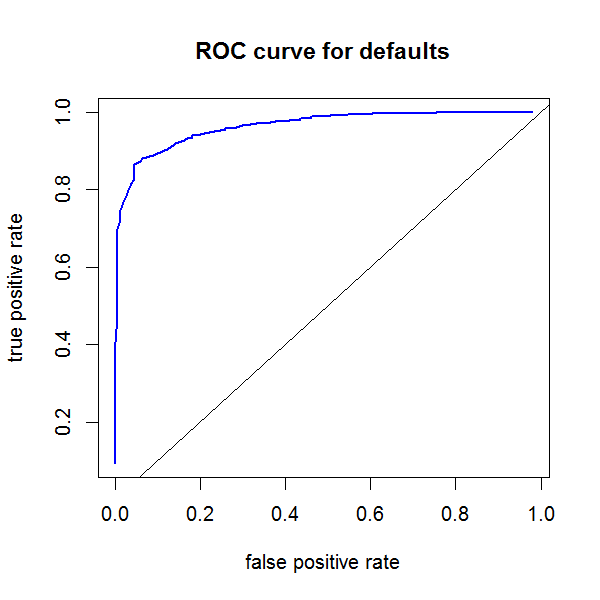 ROC curve for defaults
true positive rate
1.0
0.8
0.6
0.4
0.2
0.0 0.2 0.4 0.6 0.8 1.0
false positive rate